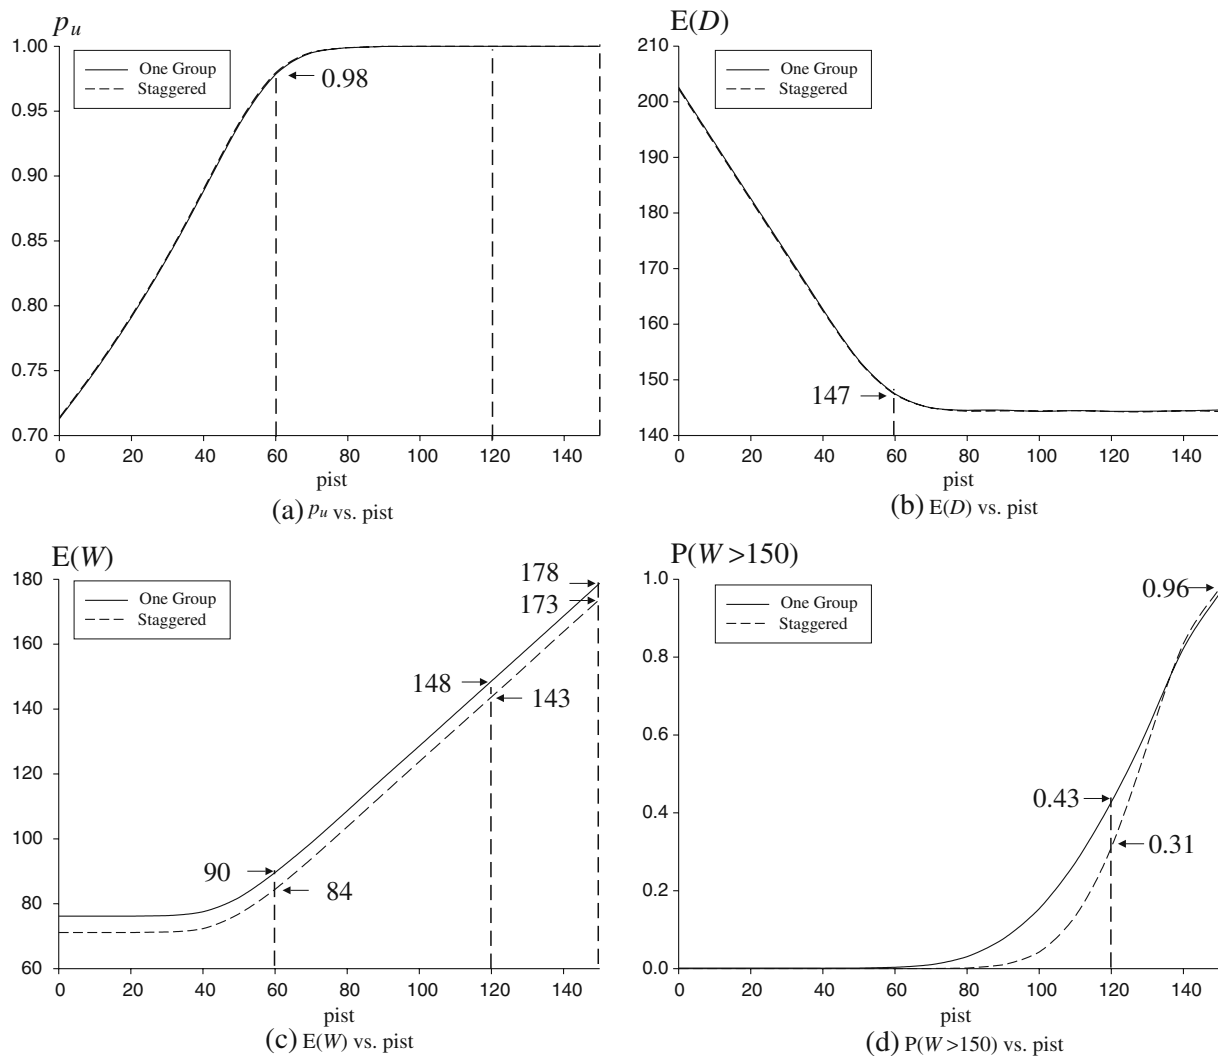 p_u
1.00
0.95
0.90
0.85
0.80
0.75
0.70
One Group
Staggered
0.98
0 20 40 60 80 100 120 140
pist
(a) p_u vs. pist
E(D)
210
200
190
180
170
160
150
140
One Group
Staggered
147
0 20 40 60 80 100 120 140
pist
(b) E(D) vs. pist
E(W)
180
160
140
120
100
80
60
One Group
Staggered
178
173
148
143
90
84
0 20 40 60 80 100 120 140
pist
(c) E(W) vs. pist
P(W >150)
1.0
0.8
0.6
0.4
0.2
0.0
One Group
Staggered
0.96
0.43
0.31
0 20 40 60 80 100 120 140
pist
(d) P(W >150) vs. pist